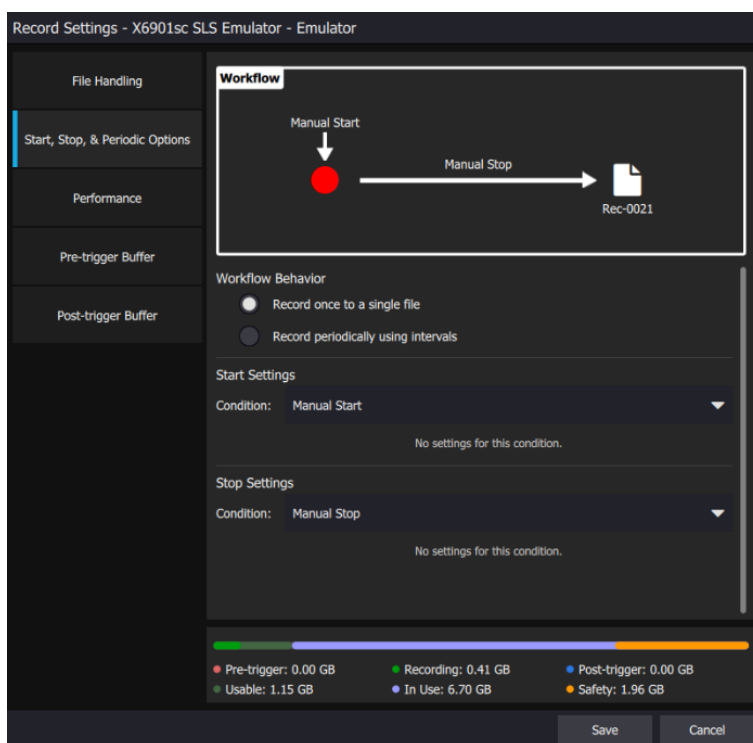 Record Settings - X6901sc SLS Emulator - Emulator
File Handling
Start, Stop, & Periodic Options
Performance
Pre-trigger Buffer
Post-trigger Buffer
Workflow
Manual Start
Manual Stop
Rec-0021
Workflow Behavior
Record once to a single file
Record periodically using intervals
Start Settings
Condition: Manual Start
No settings for this condition.
Stop Settings
Condition: Manual Stop
No settings for this condition.
Pre-trigger: 0.00 GB Recording: 0.41 GB Post-trigger: 0.00 GB
Usable: 1.15 GB In Use: 6.70 GB Safety: 1.96 GB
Save Cancel